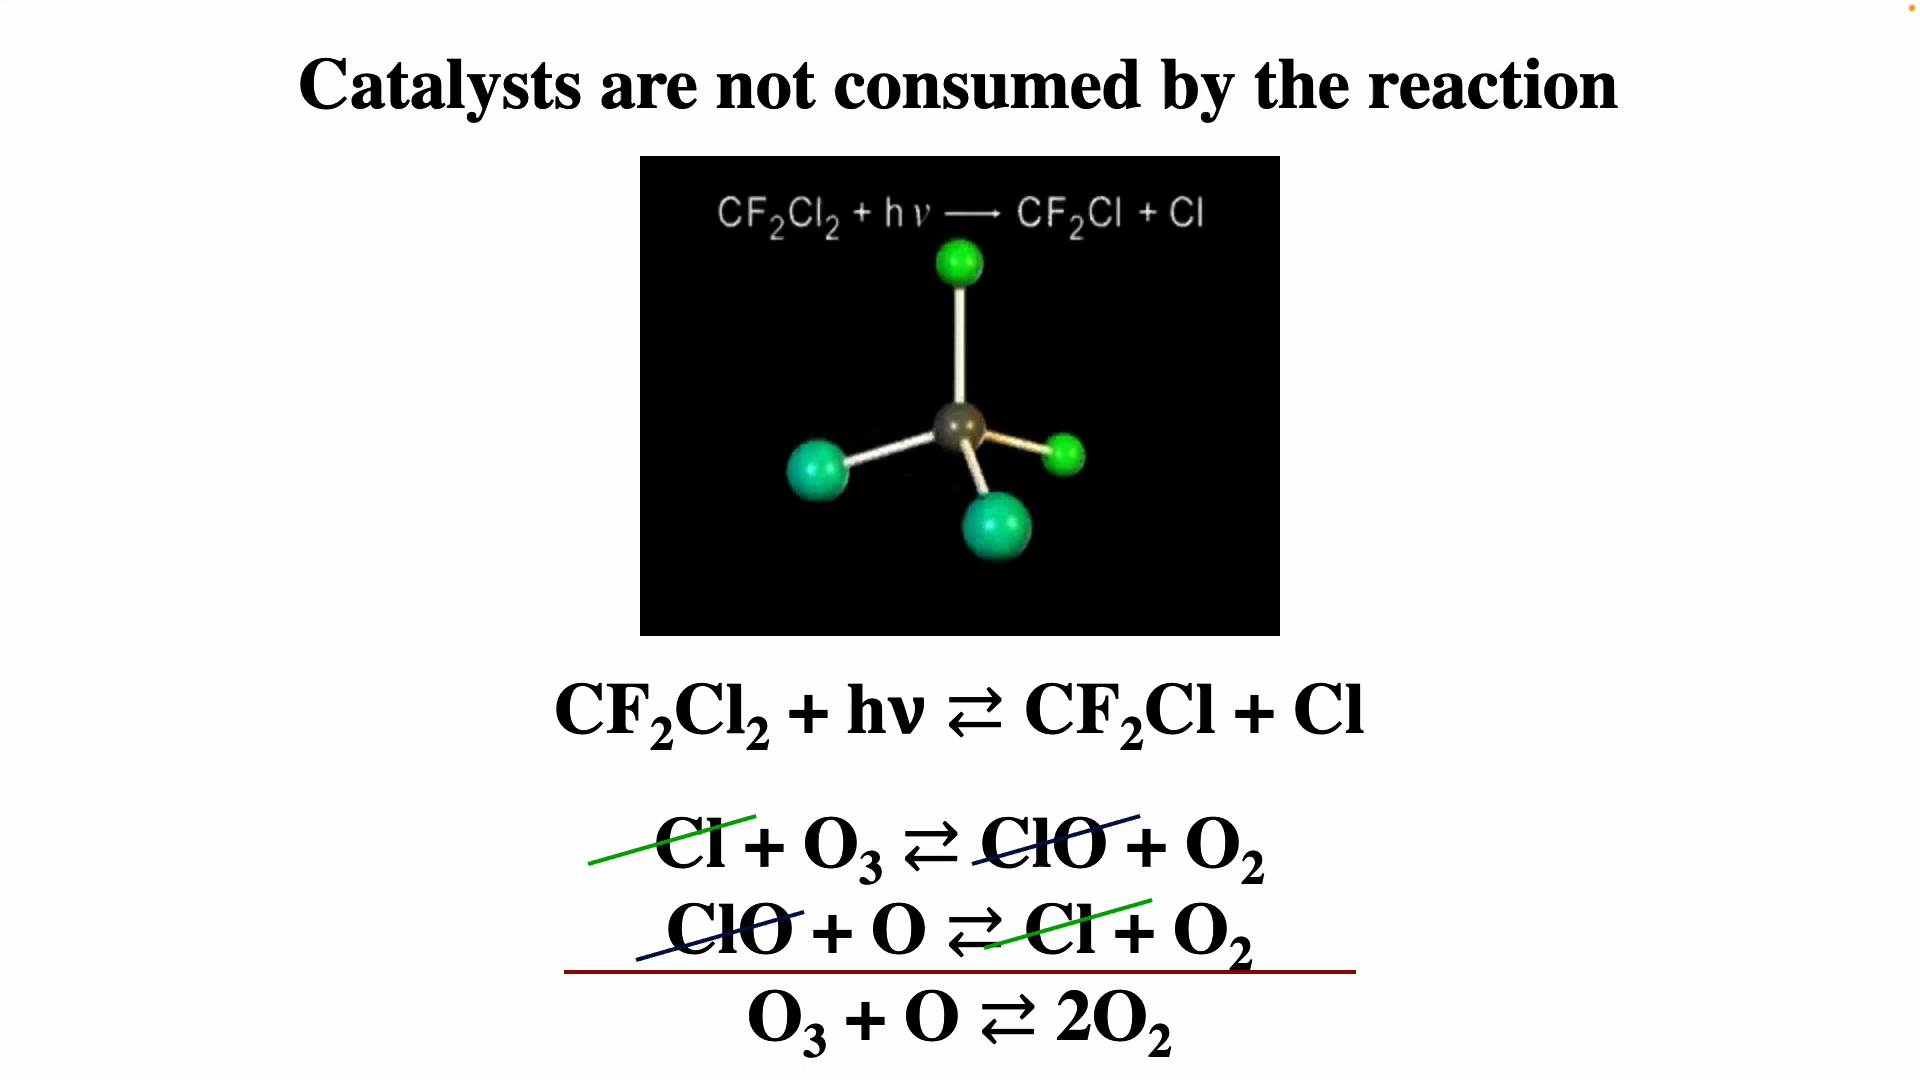 Catalysts are not consumed by the reaction
CF₂Cl₂ + hν ⟶ CF₂Cl + Cl
CF₂Cl₂ + hν ⇄ CF₂Cl + Cl
Cl + O₃ ⇄ ClO + O₂
ClO + O ⇄ Cl + O₂
O₃ + O ⇄ 2O₂